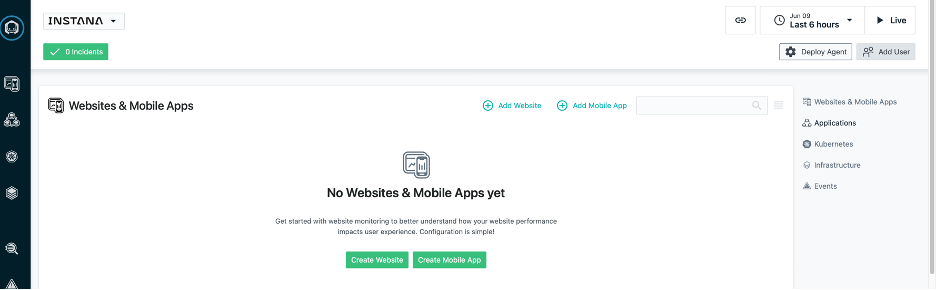 INSTANA
Jun 09
Last 6 hours
Live
0 Incidents
Deploy Agent
Add User
Websites & Mobile Apps
Add Website
Add Mobile App
No Websites & Mobile Apps yet
Get started with website monitoring to better understand how your website performance
impacts user experience. Configuration is simple!
Create Website
Create Mobile App
Websites & Mobile Apps
Applications
Kubernetes
Infrastructure
Events